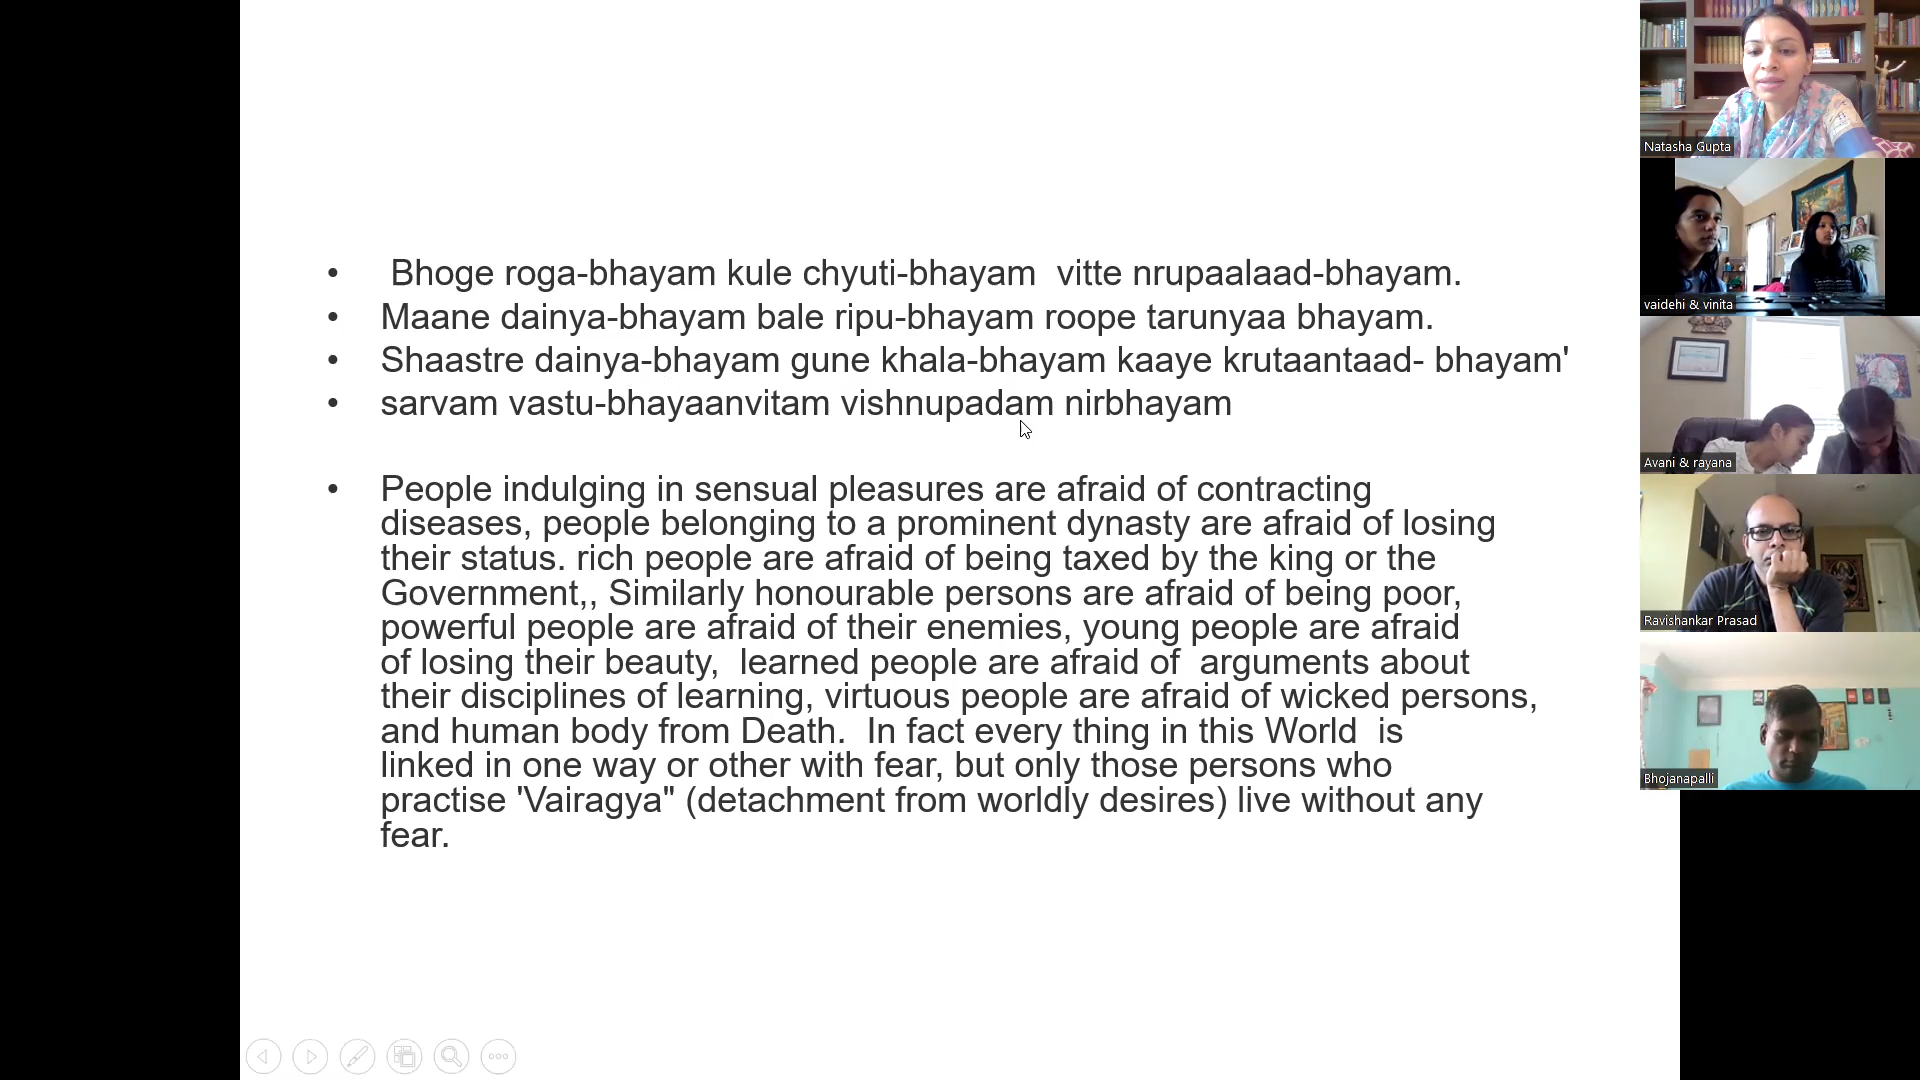 • Bhoge roga-bhayam kule chyuti-bhayam  vitte nrupaalaad-bhayam.
• Maane dainya-bhayam bale ripu-bhayam roope tarunyaa bhayam.
• Shaastre dainya-bhayam gune khala-bhayam kaaye krutaantaad- bhayam'
• sarvam vastu-bhayaanvitam vishnupadam nirbhayam
• People indulging in sensual pleasures are afraid of contracting
diseases, people belonging to a prominent dynasty are afraid of losing
their status. rich people are afraid of being taxed by the king or the
Government,, Similarly honourable persons are afraid of being poor,
powerful people are afraid of their enemies, young people are afraid
of losing their beauty,  learned people are afraid of  arguments about
their disciplines of learning, virtuous people are afraid of wicked persons,
and human body from Death.  In fact every thing in this World  is
linked in one way or other with fear, but only those persons who
practise 'Vairagya" (detachment from worldly desires) live without any
fear.
Natasha Gupta
vaidehi & vinita
Avani & rayana
Ravishankar Prasad
Bhojanapalli